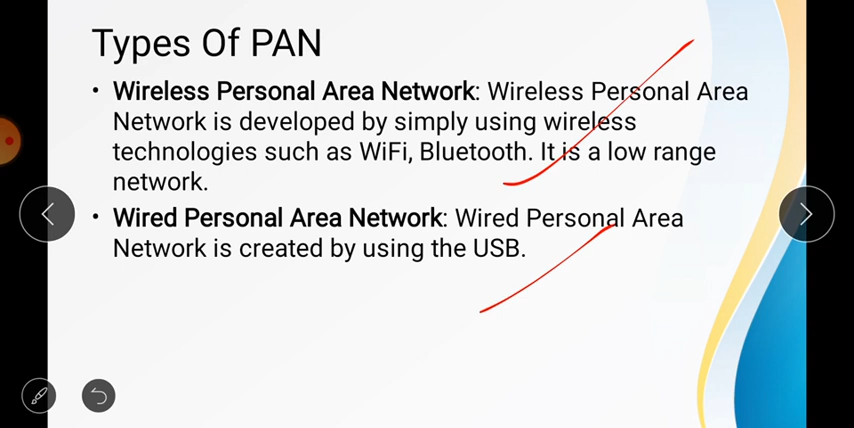 Types Of PAN
• Wireless Personal Area Network: Wireless Personal Area
Network is developed by simply using wireless
technologies such as WiFi, Bluetooth. It is a low range
network.
• Wired Personal Area Network: Wired Personal Area
Network is created by using the USB.